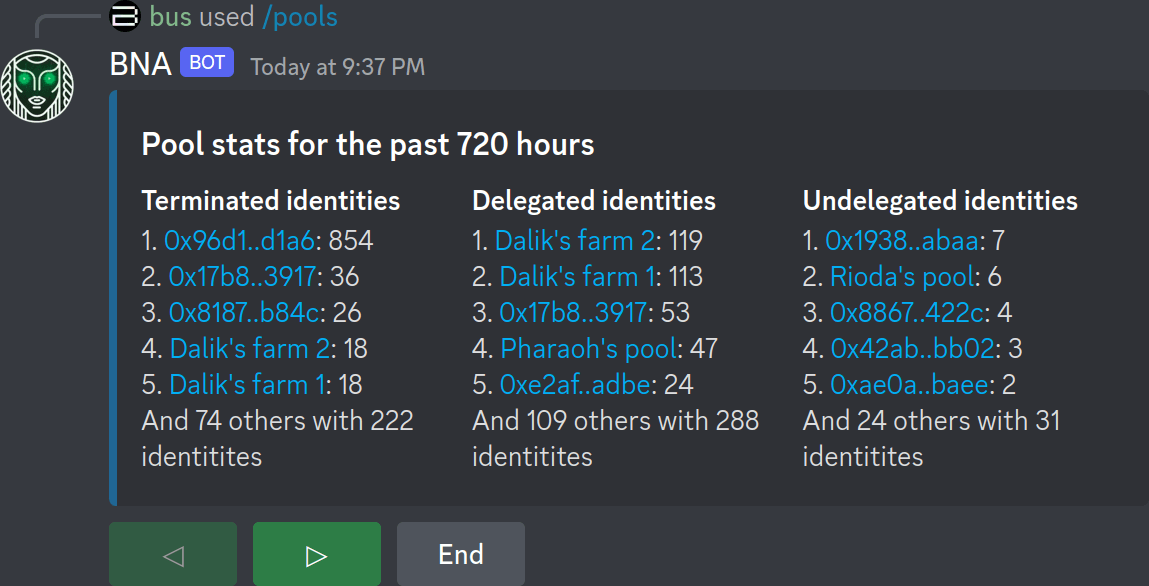 bus used /pools
BNA BOT Today at 9:37 PM
Pool stats for the past 720 hours
Terminated identities
1. 0x96d1..d1a6: 854
2. 0x17b8..3917: 36
3. 0x8187..b84c: 26
4. Dalik's farm 2: 18
5. Dalik's farm 1: 18
And 74 others with 222
identitites
Delegated identities
1. Dalik's farm 2: 119
2. Dalik's farm 1: 113
3. 0x17b8..3917: 53
4. Pharaoh's pool: 47
5. 0xe2af..adbe: 24
And 109 others with 288
identitites
Undelegated identities
1. 0x1938..abaa: 7
2. Rioda's pool: 6
3. 0x8867..422c: 4
4. 0x42ab..bb02: 3
5. 0xae0a..baee: 2
And 24 others with 31
identitites
End